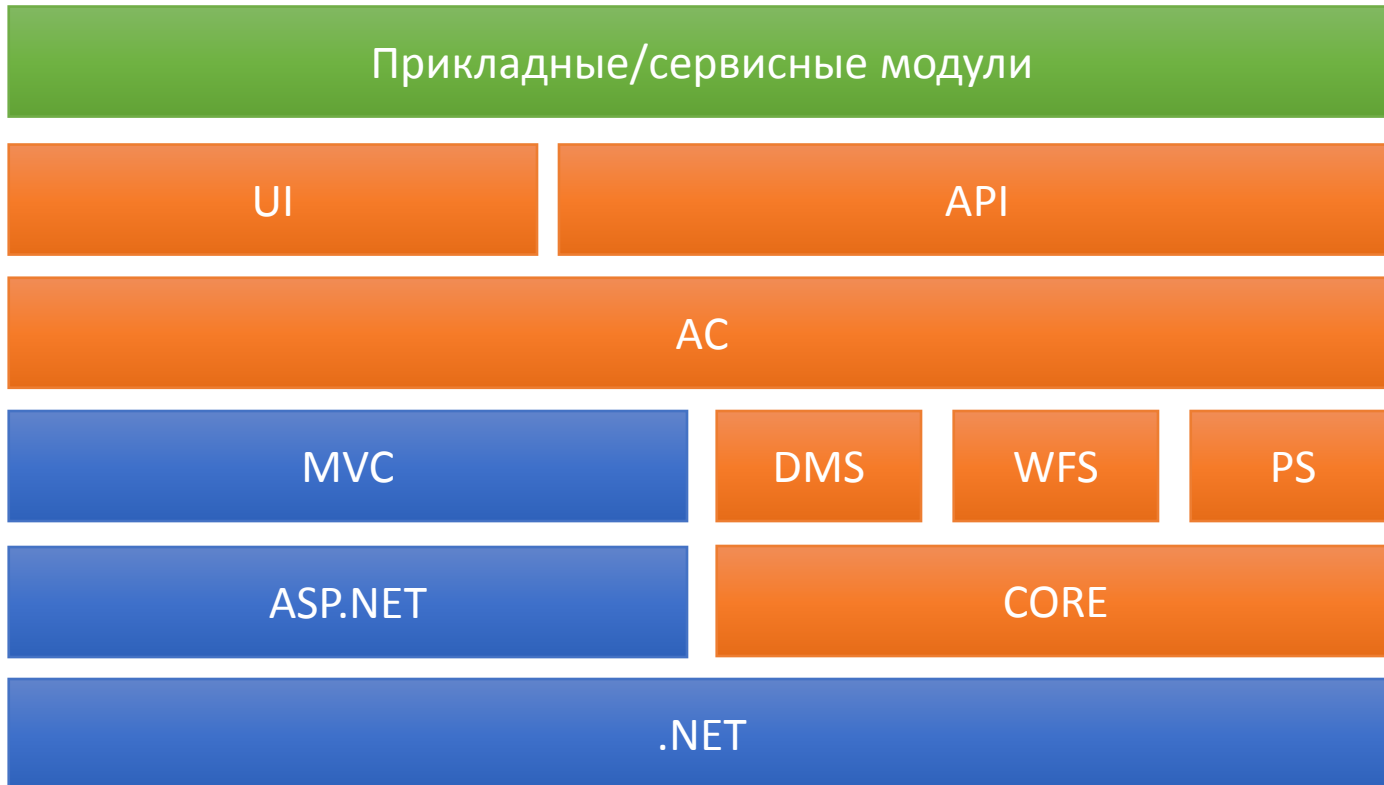 Прикладные/сервисные модули
UI
API
AC
MVC
DMS
WFS
PS
ASP.NET
CORE
.NET